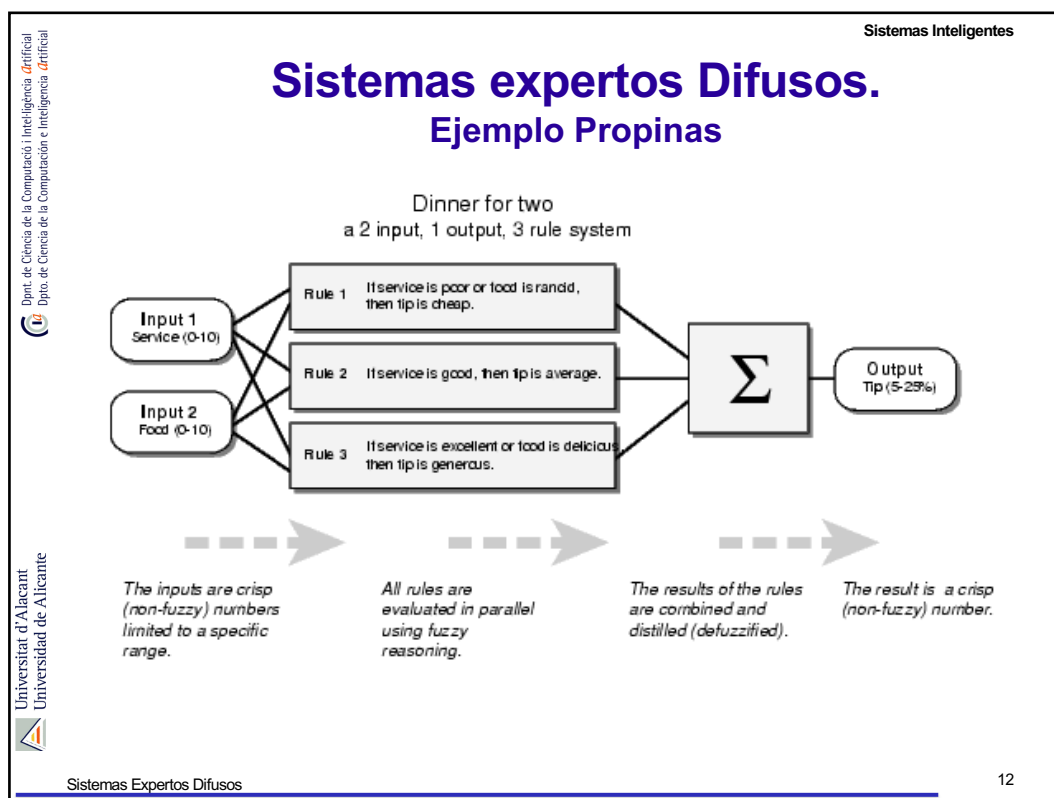 Sistemas Inteligentes
Dpnt. de Ciència de la Computació i Intel·ligència artificial
Dpto. de Ciencia de la Computación e Inteligencia artificial
Sistemas expertos Difusos.
Ejemplo Propinas
Dinner for two
a 2 input, 1 output, 3 rule system
Input 1
Service (0-10)
Input 2
Food (0-10)
Rule 1 If service is poor or food is rancid,
then tip is cheap.
Rule 2 If service is good, then tip is average.
Rule 3 If service is excellent or food is delicious,
then tip is generous.
Σ
Output
Tip (5-25%)
The inputs are crisp
(non-fuzzy) numbers
limited to a specific
range.
All rules are
evaluated in parallel
using fuzzy
reasoning.
The results of the rules
are combined and
distilled (defuzzified).
The result is a crisp
(non-fuzzy) number.
Universitat d'Alacant
Universidad de Alicante
Sistemas Expertos Difusos
12